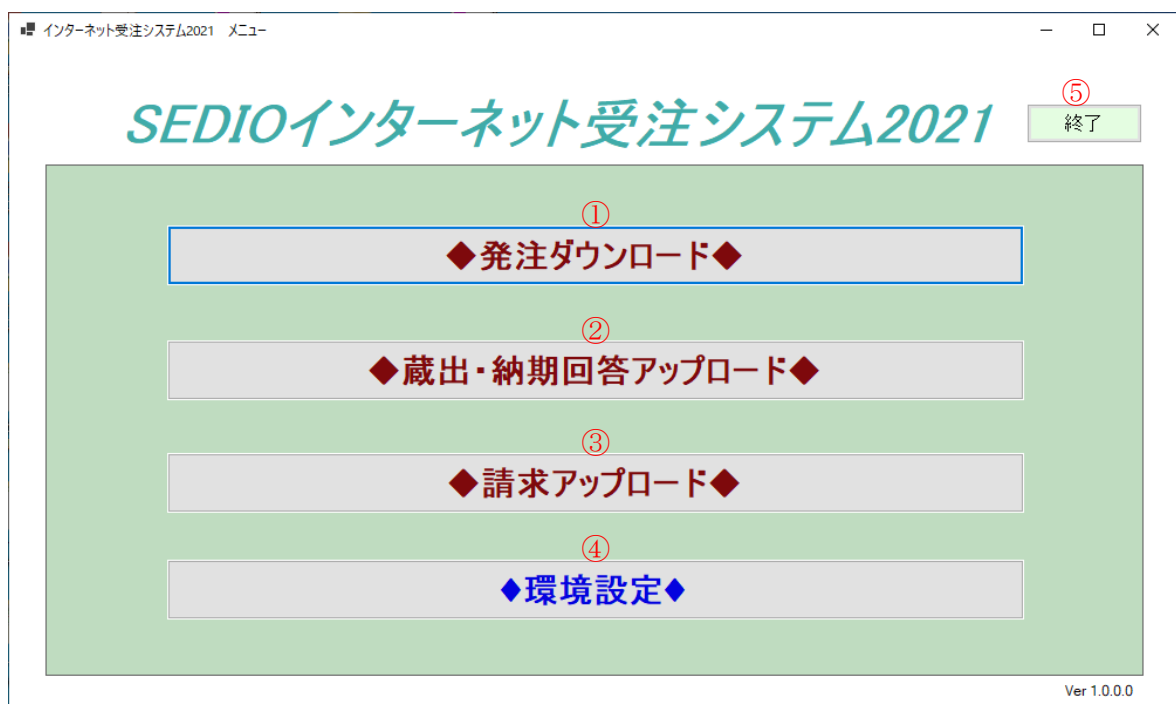 インターネット受注システム2021 メニュー
⑤
SEDIOインターネット受注システム2021
終了
①
◆発注ダウンロード◆
②
◆蔵出・納期回答アップロード◆
③
◆請求アップロード◆
④
♦環境設定♦
Ver 1.0.0.0